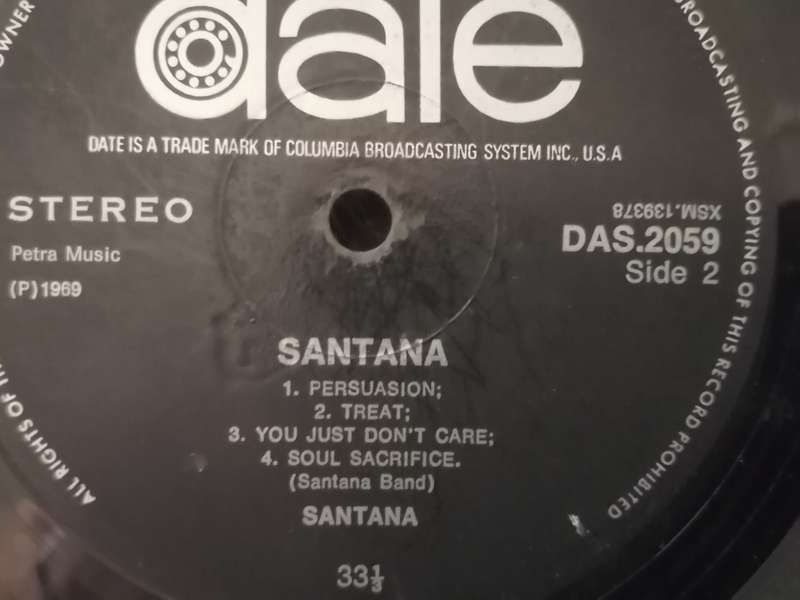 date
DATE IS A TRADE MARK OF COLUMBIA BROADCASTING SYSTEM INC., U.S.A
STEREO
Petra Music
(P)1969
XSM.139378
DAS.2059
Side 2
SANTANA
1. PERSUASION;
2. TREAT;
3. YOU JUST DON'T CARE;
4. SOUL SACRIFICE.
(Santana Band)
SANTANA
33⅓
ALL RIGHTS OF
OWNER
BROADCASTING AND COPYING OF THIS RECORD PROHIBITED